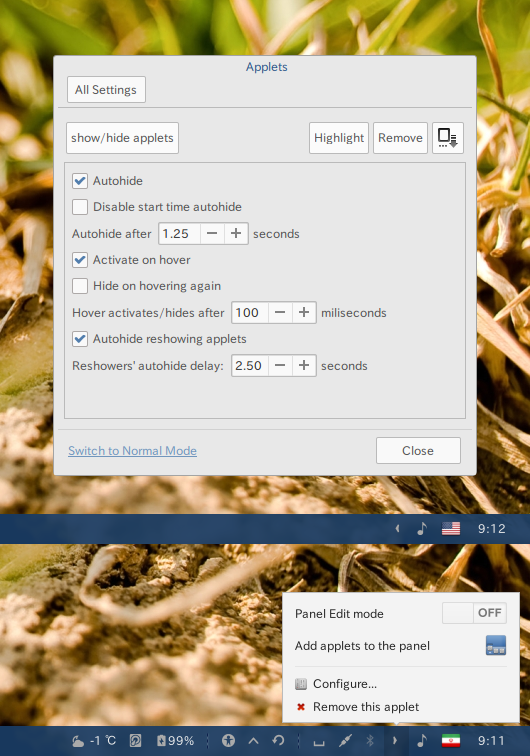 Applets
All Settings
show/hide applets Highlight Remove
Autohide
Disable start time autohide
Autohide after 1.25 seconds
Activate on hover
Hide on hovering again
Hover activates/hides after 100 miliseconds
Autohide reshowing applets
Reshowers' autohide delay: 2.50 seconds
Switch to Normal Mode Close
9:12
Panel Edit mode OFF
Add applets to the panel
Configure...
Remove this applet
-1 ℃ 99% 9:11